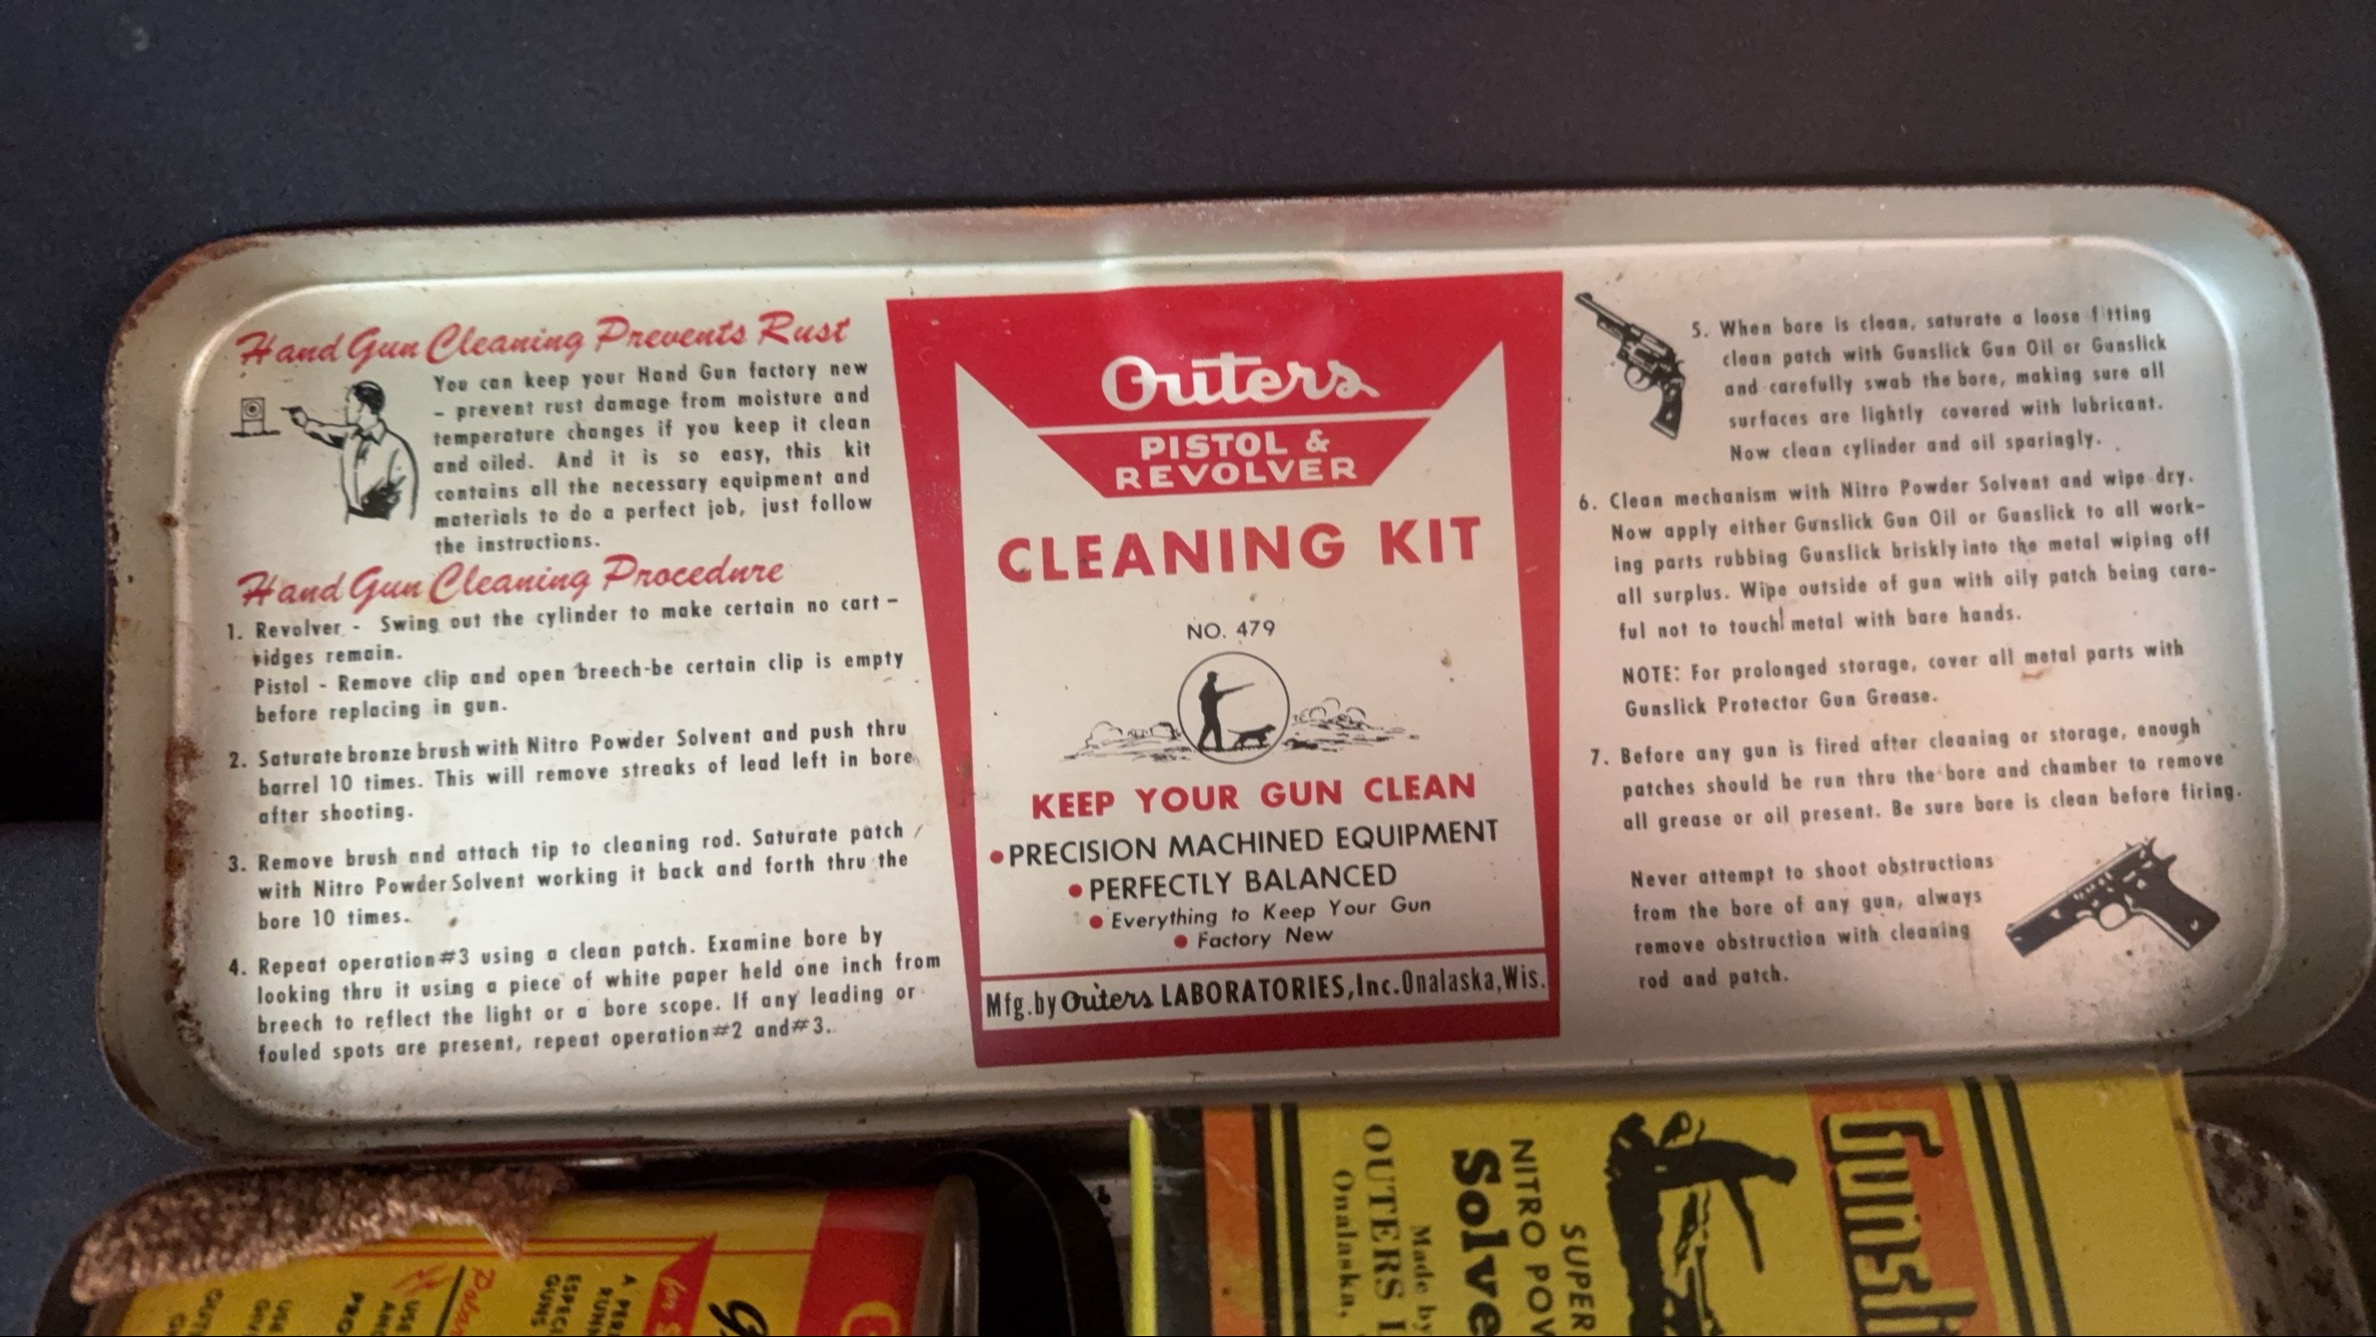 Hand Gun Cleaning Prevents Rust
You can keep your Hand Gun factory new
- prevent rust damage from moisture and
temperature changes if you keep it clean
and oiled. And it is so easy, this kit
contains all the necessary equipment and
materials to do a perfect job, just follow
the instructions.
Hand Gun Cleaning Procedure
1. Revolver - Swing out the cylinder to make certain no cart-
ridges remain.
Pistol - Remove clip and open breech-be certain clip is empty
before replacing in gun.
2. Saturate bronze brush with Nitro Powder Solvent and push thru
barrel 10 times. This will remove streaks of lead left in bore
after shooting.
3. Remove brush and attach tip to cleaning rod. Saturate patch
with Nitro Powder Solvent working it back and forth thru the
bore 10 times.
4. Repeat operation #3 using a clean patch. Examine bore by
looking thru it using a piece of white paper held one inch from
breech to reflect the light or a bore scope. If any leading or
fouled spots are present, repeat operation #2 and #3.
Outers
PISTOL &
REVOLVER
CLEANING KIT
NO. 479
KEEP YOUR GUN CLEAN
• PRECISION MACHINED EQUIPMENT
• PERFECTLY BALANCED
• Everything to Keep Your Gun
• Factory New
Mfg. by Outers LABORATORIES, Inc. Onalaska, Wis.
5. When bore is clean, saturate a loose fitting
clean patch with Gunslick Gun Oil or Gunslick
and carefully swab the bore, making sure all
surfaces are lightly covered with lubricant.
Now clean cylinder and oil sparingly.
6. Clean mechanism with Nitro Powder Solvent and wipe dry.
Now apply either Gunslick Gun Oil or Gunslick to all work-
ing parts rubbing Gunslick briskly into the metal wiping off
all surplus. Wipe outside of gun with oily patch being care-
ful not to touch metal with bare hands.
NOTE: For prolonged storage, cover all metal parts with
Gunslick Protector Gun Grease.
7. Before any gun is fired after cleaning or storage, enough
patches should be run thru the bore and chamber to remove
all grease or oil present. Be sure bore is clean before firing.
Never attempt to shoot obstructions
from the bore of any gun, always
remove obstruction with cleaning
rod and patch.
for
A
ESPECI
GUNS
USE
USE
Gunsli
SUPER
NITRO POW
Solve
Made by
OUTERS L
Onalaska,